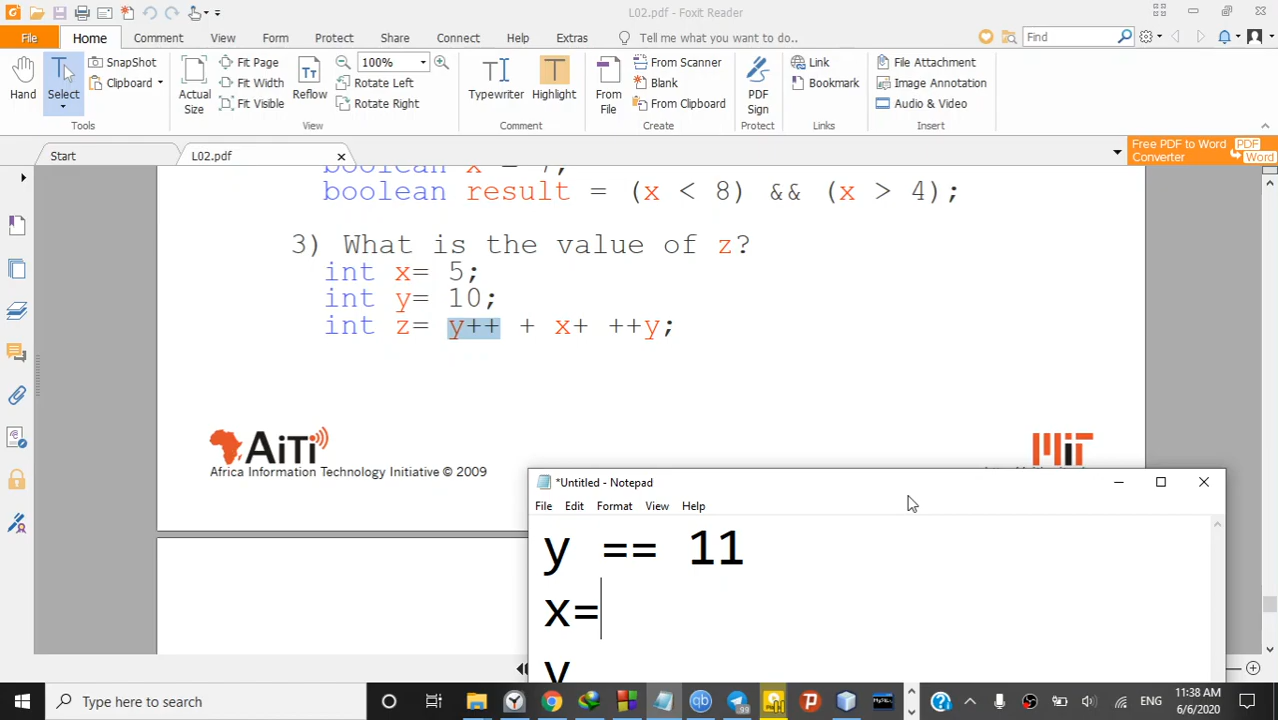 L02.pdf - Foxit Reader
File Home Comment View Form Protect Share Connect Help Extras Tell me what you want to do.. Find
Hand
Select
SnapShot
Clipboard
Tools
Actual Size
Fit Page
Fit Width
Fit Visible
Reflow
100%
Rotate Left
Rotate Right
View
Typewriter
Highlight
Comment
From File
From Scanner
Blank
From Clipboard
Create
PDF Sign
Protect
Link
Bookmark
Links
File Attachment
Image Annotation
Audio & Video
Insert
Start
L02.pdf
Free PDF to Word Converter
PDF
Word
boolean x = 7;
boolean result = (x < 8) && (x > 4);
3) What is the value of z?
int x= 5;
int y= 10;
int z= y++ + x+ ++y;
AiTi
Africa Information Technology Initiative © 2009
MiT
*Untitled - Notepad
File Edit Format View Help
y == 11
x=
y
Type here to search
99
ENG
11:38 AM
6/6/2020